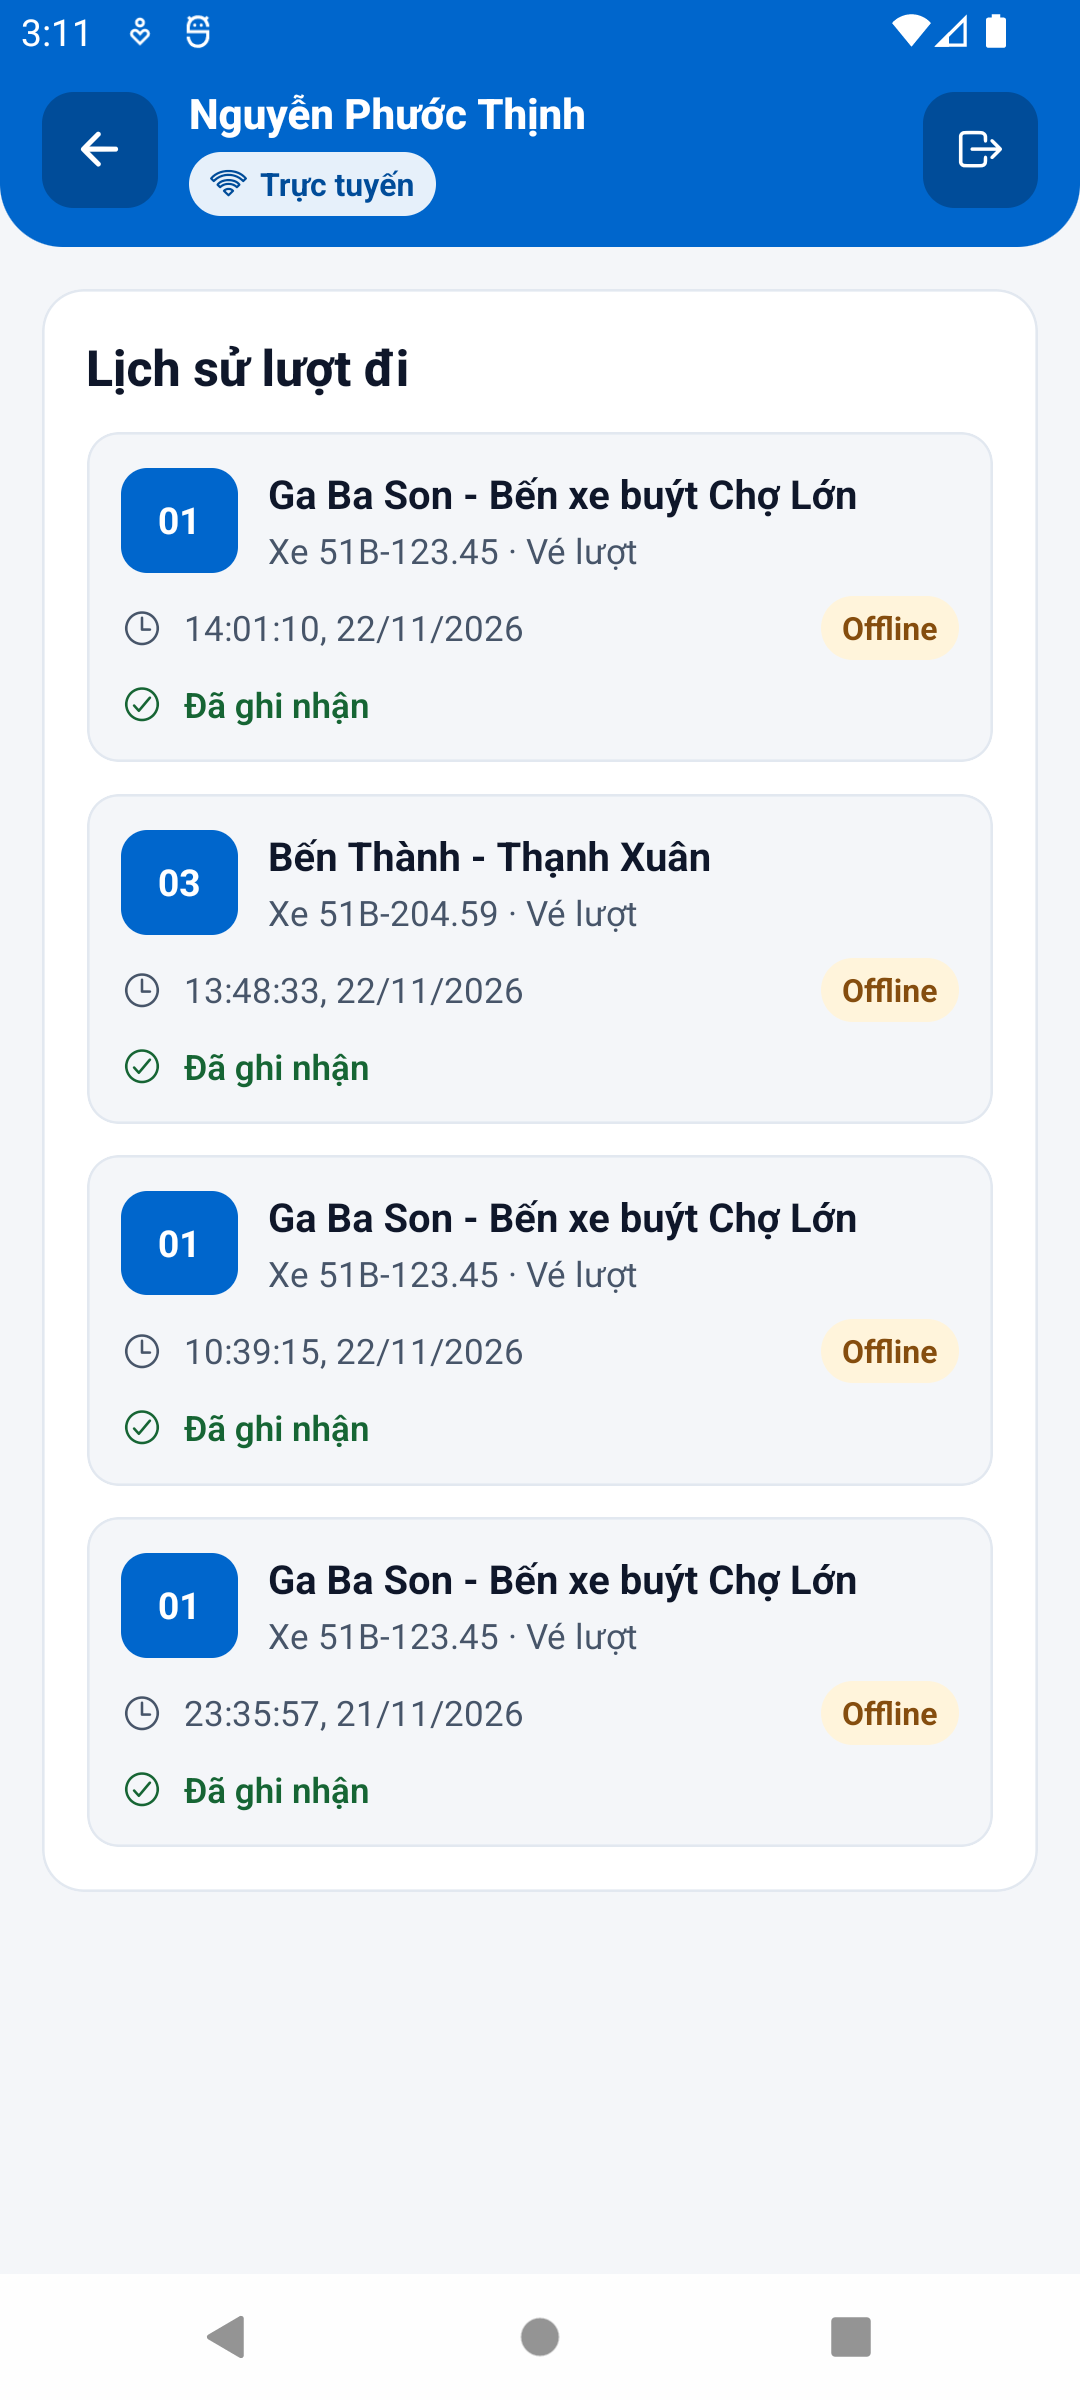 3:11
Nguyễn Phước Thịnh
Trực tuyến
Lịch sử lượt đi
01
Ga Ba Son - Bến xe buýt Chợ Lớn
Xe 51B-123.45 · Vé lượt
14:01:10, 22/11/2026
Offline
Đã ghi nhận
03
Bến Thành - Thạnh Xuân
Xe 51B-204.59 · Vé lượt
13:48:33, 22/11/2026
Offline
Đã ghi nhận
01
Ga Ba Son - Bến xe buýt Chợ Lớn
Xe 51B-123.45 · Vé lượt
10:39:15, 22/11/2026
Offline
Đã ghi nhận
01
Ga Ba Son - Bến xe buýt Chợ Lớn
Xe 51B-123.45 · Vé lượt
23:35:57, 21/11/2026
Offline
Đã ghi nhận